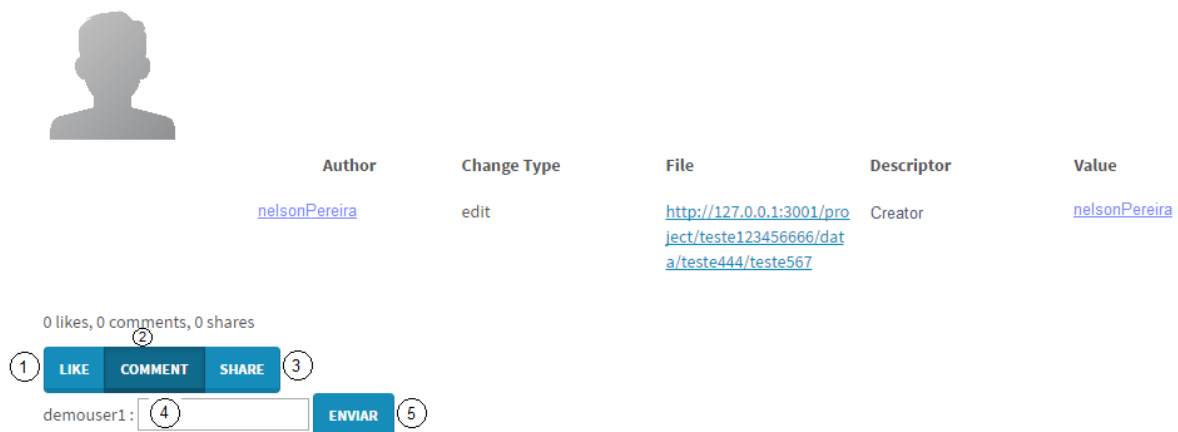 Author Change Type File Descriptor Value
nelsonPereira edit http://127.0.0.1:3001/pro Creator nelsonPereira
ject/teste123456666/dat
a/teste444/teste567
0 likes, 0 comments, 0 shares
2
1 LIKE COMMENT SHARE 3
demouser1 : 4 ENVIAR 5